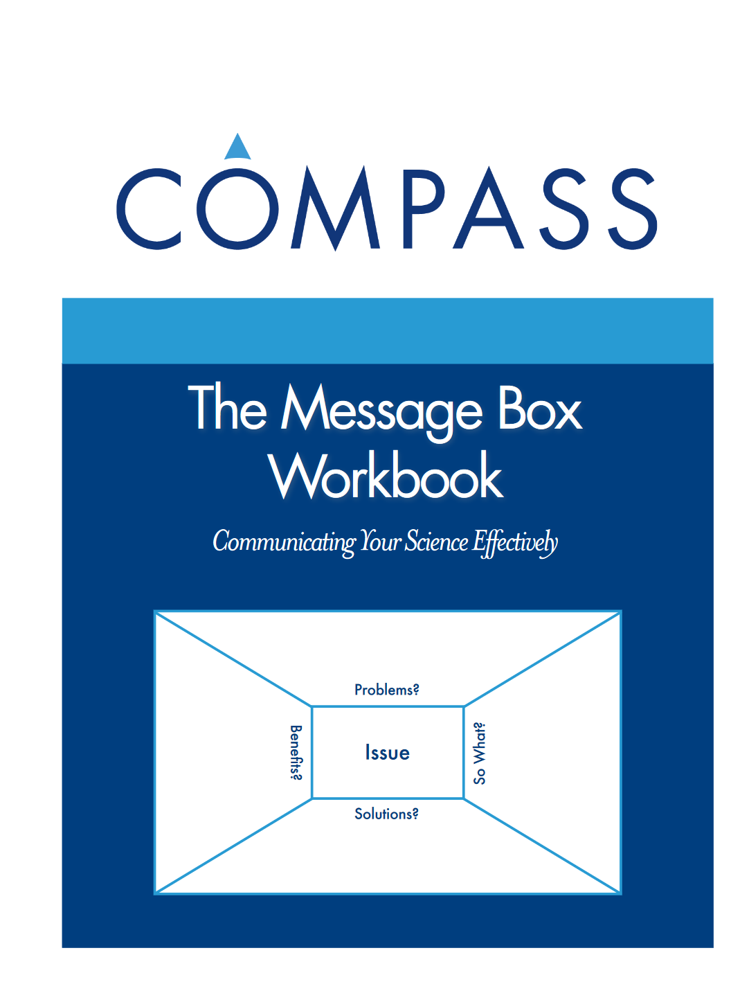 COMPASS
The Message Box
Workbook
Communicating Your Science Effectively
Problems?
Benefits?
Issue
So What?
Solutions?